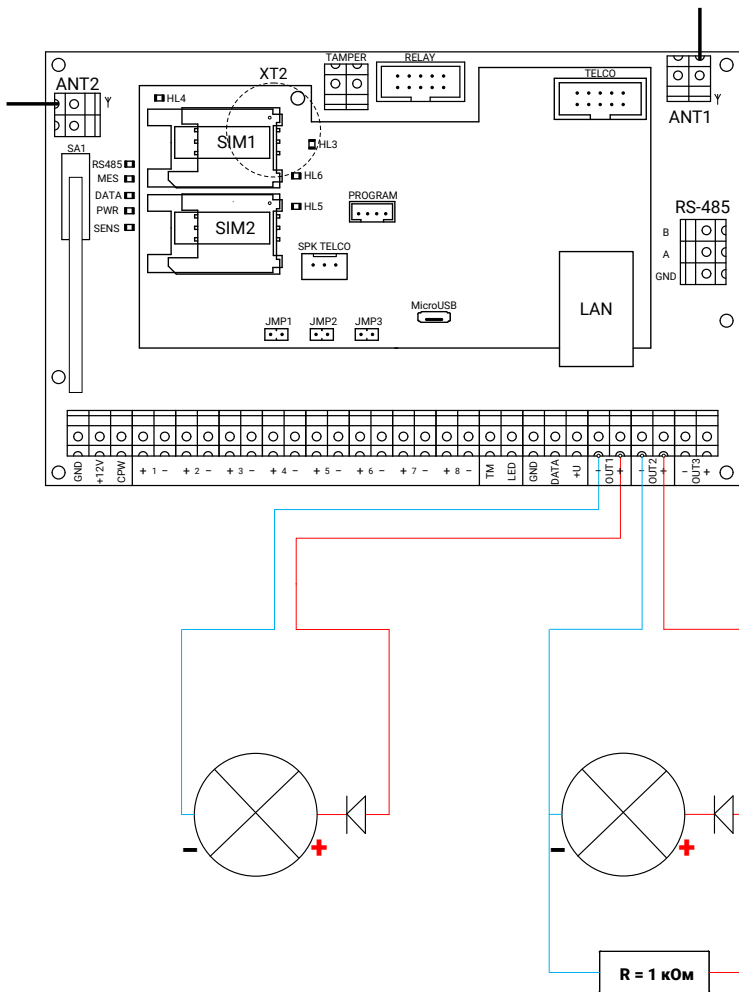 TAMPER
RELAY
XT2
TELCO
ANT2
HL4
ANT1
SIM1
HL3
SA1
RS485
MES
DATA
PWR
SENS
HL6
HL5
PROGRAM
SIM2
SPK TELCO
RS-485
B
A
GND
MicroUSB
LAN
JMP1
JMP2
JMP3
GND
+12V
CPW
+ 1 -
+ 2 -
+ 3 -
+ 4 -
+ 5 -
+ 6 -
+ 7 -
+ 8 -
TM
LED
GND
DATA
+U
- OUT1 +
- OUT2 +
- OUT3 +
- +
- +
R = 1 кОм